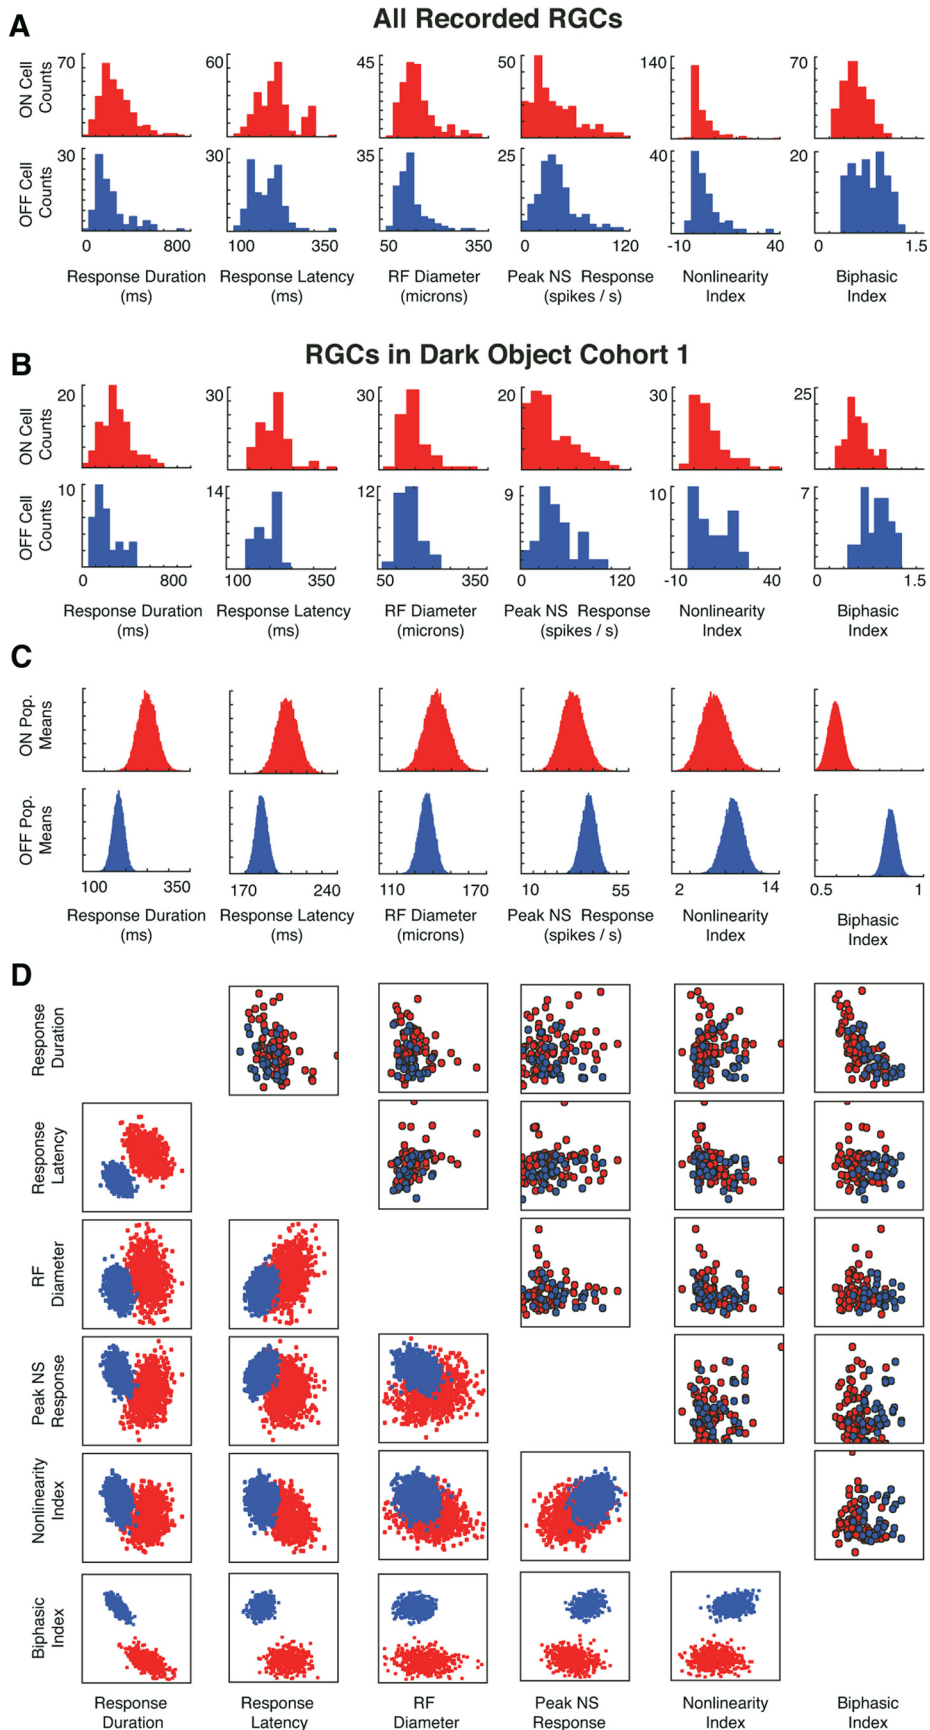 A
All Recorded RGCs
ON Cell
Counts
70
60
45
50
140
70
OFF Cell
Counts
30
30
35
25
40
20
0 800
100 350
50 350
0 120
-10 40
0 1.5
Response Duration
(ms)
Response Latency
(ms)
RF Diameter
(microns)
Peak NS Response
(spikes / s)
Nonlinearity
Index
Biphasic
Index
B
RGCs in Dark Object Cohort 1
ON Cell
Counts
20
30
30
20
30
25
OFF Cell
Counts
10
14
12
9
10
7
0 800
100 350
50 350
0 120
-10 40
0 1.5
Response Duration
(ms)
Response Latency
(ms)
RF Diameter
(microns)
Peak NS Response
(spikes / s)
Nonlinearity
Index
Biphasic
Index
C
ON Pop.
Means
OFF Pop.
Means
100 350
170 240
110 170
10 55
2 14
0.5 1
Response Duration
(ms)
Response Latency
(ms)
RF Diameter
(microns)
Peak NS Response
(spikes / s)
Nonlinearity
Index
Biphasic
Index
D
Response
Duration
Response
Latency
RF
Diameter
Peak NS
Response
Nonlinearity
Index
Biphasic
Index
Response
Duration
Response
Latency
RF
Diameter
Peak NS
Response
Nonlinearity
Index
Biphasic
Index